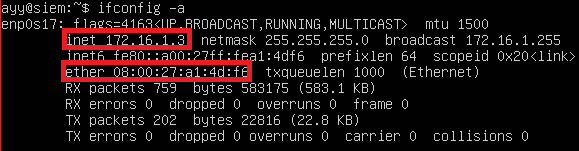 ayy@siem:~$ ifconfig -a
enp0s17: flags=4163<UP,BROADCAST,RUNNING,MULTICAST>  mtu 1500
inet 172.16.1.3  netmask 255.255.255.0  broadcast 172.16.1.255
inet6 fe80::a00:27ff:fea1:4df6  prefixlen 64  scopeid 0x20<link>
ether 08:00:27:a1:4d:f6  txqueuelen 1000  (Ethernet)
RX packets 759  bytes 583175 (583.1 KB)
RX errors 0  dropped 0  overruns 0  frame 0
TX packets 202  bytes 22816 (22.8 KB)
TX errors 0  dropped 0 overruns 0  carrier 0  collisions 0